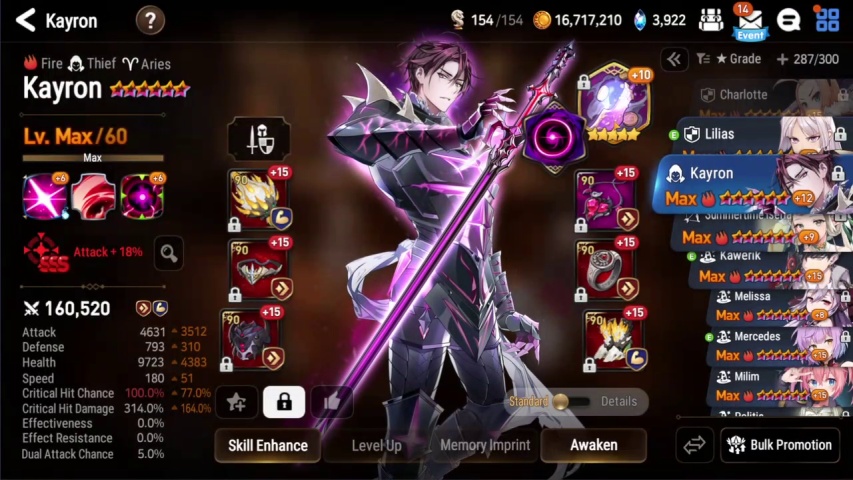 Kayron
?
154/154
16,717,210
3,922
14
Event
Fire Thief Aries
Kayron
Lv. Max/60
Max
+6
+6
SSS
Attack + 18%
160,520
Attack 4631 3512
Defense 793 310
Health 9723 4383
Speed 180 51
Critical Hit Chance 100.0% 77.0%
Critical Hit Damage 314.0% 164.0%
Effectiveness 0.0%
Effect Resistance 0.0%
Dual Attack Chance 5.0%
90 +15
90 +15
90 +15
+10
90 +15
90 +15
90 +15
Standard Details
Skill Enhance
Level Up
Memory Imprint
Awaken
Grade
287/300
Charlotte
E Lilias
Kayron
Max +12
Summertime Iseria
Max +9
E Kawerik
Max +15
Melissa
Max +8
E Mercedes
Max +15
Milim
Max +15
Politis
Bulk Promotion